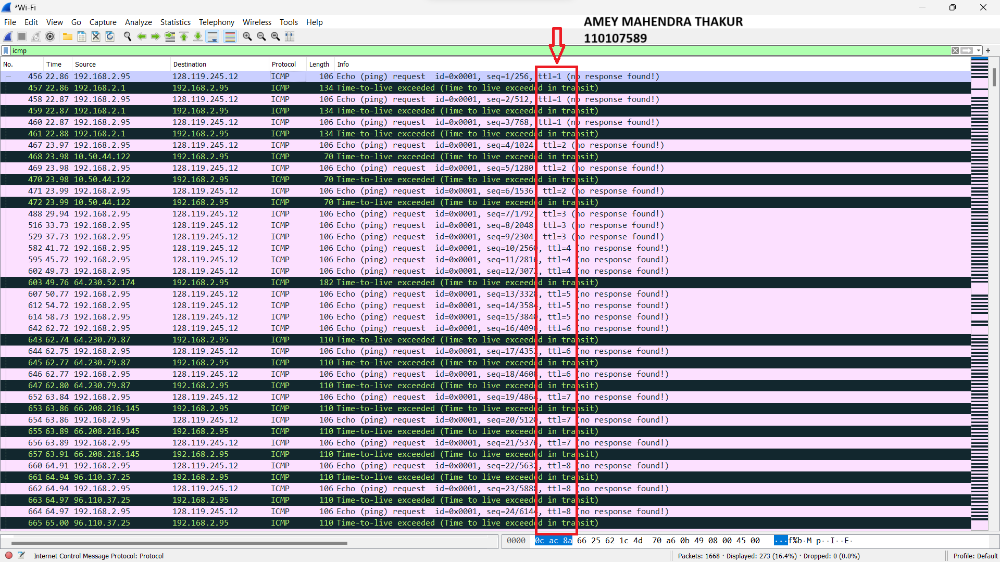 *Wi-Fi
File Edit View Go Capture Analyze Statistics Telephony Wireless Tools Help
AMEY MAHENDRA THAKUR
110107589
icmp
No. Time Source Destination Protocol Length Info
456 22.86 192.168.2.95 128.119.245.12 ICMP 106 Echo (ping) request id=0x0001, seq=1/256, ttl=1 (no response found!)
457 22.86 192.168.2.1 192.168.2.95 ICMP 134 Time-to-live exceeded (Time to live exceeded in transit)
458 22.87 192.168.2.95 128.119.245.12 ICMP 106 Echo (ping) request id=0x0001, seq=2/512, ttl=1 (no response found!)
459 22.87 192.168.2.1 192.168.2.95 ICMP 134 Time-to-live exceeded (Time to live exceeded in transit)
460 22.87 192.168.2.95 128.119.245.12 ICMP 106 Echo (ping) request id=0x0001, seq=3/768, ttl=1 (no response found!)
461 22.88 192.168.2.1 192.168.2.95 ICMP 134 Time-to-live exceeded (Time to live exceeded in transit)
467 23.97 192.168.2.95 128.119.245.12 ICMP 106 Echo (ping) request id=0x0001, seq=4/1024, ttl=2 (no response found!)
468 23.98 10.50.44.122 192.168.2.95 ICMP 70 Time-to-live exceeded (Time to live exceeded in transit)
469 23.98 192.168.2.95 128.119.245.12 ICMP 106 Echo (ping) request id=0x0001, seq=5/1280, ttl=2 (no response found!)
470 23.98 10.50.44.122 192.168.2.95 ICMP 70 Time-to-live exceeded (Time to live exceeded in transit)
471 23.99 192.168.2.95 128.119.245.12 ICMP 106 Echo (ping) request id=0x0001, seq=6/1536, ttl=2 (no response found!)
472 23.99 10.50.44.122 192.168.2.95 ICMP 70 Time-to-live exceeded (Time to live exceeded in transit)
488 29.94 192.168.2.95 128.119.245.12 ICMP 106 Echo (ping) request id=0x0001, seq=7/1792, ttl=3 (no response found!)
516 33.73 192.168.2.95 128.119.245.12 ICMP 106 Echo (ping) request id=0x0001, seq=8/2048, ttl=3 (no response found!)
529 37.73 192.168.2.95 128.119.245.12 ICMP 106 Echo (ping) request id=0x0001, seq=9/2304, ttl=3 (no response found!)
582 41.72 192.168.2.95 128.119.245.12 ICMP 106 Echo (ping) request id=0x0001, seq=10/2560, ttl=4 (no response found!)
595 45.72 192.168.2.95 128.119.245.12 ICMP 106 Echo (ping) request id=0x0001, seq=11/2816, ttl=4 (no response found!)
602 49.73 192.168.2.95 128.119.245.12 ICMP 106 Echo (ping) request id=0x0001, seq=12/3072, ttl=4 (no response found!)
603 49.76 64.230.52.174 192.168.2.95 ICMP 182 Time-to-live exceeded (Time to live exceeded in transit)
607 50.77 192.168.2.95 128.119.245.12 ICMP 106 Echo (ping) request id=0x0001, seq=13/3328, ttl=5 (no response found!)
612 54.72 192.168.2.95 128.119.245.12 ICMP 106 Echo (ping) request id=0x0001, seq=14/3584, ttl=5 (no response found!)
614 58.73 192.168.2.95 128.119.245.12 ICMP 106 Echo (ping) request id=0x0001, seq=15/3840, ttl=5 (no response found!)
642 62.72 192.168.2.95 128.119.245.12 ICMP 106 Echo (ping) request id=0x0001, seq=16/4096, ttl=6 (no response found!)
643 62.74 64.230.79.87 192.168.2.95 ICMP 110 Time-to-live exceeded (Time to live exceeded in transit)
644 62.75 192.168.2.95 128.119.245.12 ICMP 106 Echo (ping) request id=0x0001, seq=17/4352, ttl=6 (no response found!)
645 62.77 64.230.79.87 192.168.2.95 ICMP 110 Time-to-live exceeded (Time to live exceeded in transit)
646 62.77 192.168.2.95 128.119.245.12 ICMP 106 Echo (ping) request id=0x0001, seq=18/4608, ttl=6 (no response found!)
647 62.80 64.230.79.87 192.168.2.95 ICMP 110 Time-to-live exceeded (Time to live exceeded in transit)
652 63.84 192.168.2.95 128.119.245.12 ICMP 106 Echo (ping) request id=0x0001, seq=19/4864, ttl=7 (no response found!)
653 63.86 66.208.216.145 192.168.2.95 ICMP 110 Time-to-live exceeded (Time to live exceeded in transit)
654 63.86 192.168.2.95 128.119.245.12 ICMP 106 Echo (ping) request id=0x0001, seq=20/5120, ttl=7 (no response found!)
655 63.89 66.208.216.145 192.168.2.95 ICMP 110 Time-to-live exceeded (Time to live exceeded in transit)
656 63.89 192.168.2.95 128.119.245.12 ICMP 106 Echo (ping) request id=0x0001, seq=21/5376, ttl=7 (no response found!)
657 63.91 66.208.216.145 192.168.2.95 ICMP 110 Time-to-live exceeded (Time to live exceeded in transit)
660 64.91 192.168.2.95 128.119.245.12 ICMP 106 Echo (ping) request id=0x0001, seq=22/5632, ttl=8 (no response found!)
661 64.94 96.110.37.25 192.168.2.95 ICMP 110 Time-to-live exceeded (Time to live exceeded in transit)
662 64.94 192.168.2.95 128.119.245.12 ICMP 106 Echo (ping) request id=0x0001, seq=23/5888, ttl=8 (no response found!)
663 64.97 96.110.37.25 192.168.2.95 ICMP 110 Time-to-live exceeded (Time to live exceeded in transit)
664 64.97 192.168.2.95 128.119.245.12 ICMP 106 Echo (ping) request id=0x0001, seq=24/6144, ttl=8 (no response found!)
665 65.00 96.110.37.25 192.168.2.95 ICMP 110 Time-to-live exceeded (Time to live exceeded in transit)
0000 0c ac 8a 66 25 62 1c 4d 70 a6 0b 49 08 00 45 00 ···f%b·M p··I··E·
Internet Control Message Protocol: Protocol
Packets: 1668 · Displayed: 273 (16.4%) · Dropped: 0 (0.0%)
Profile: Default